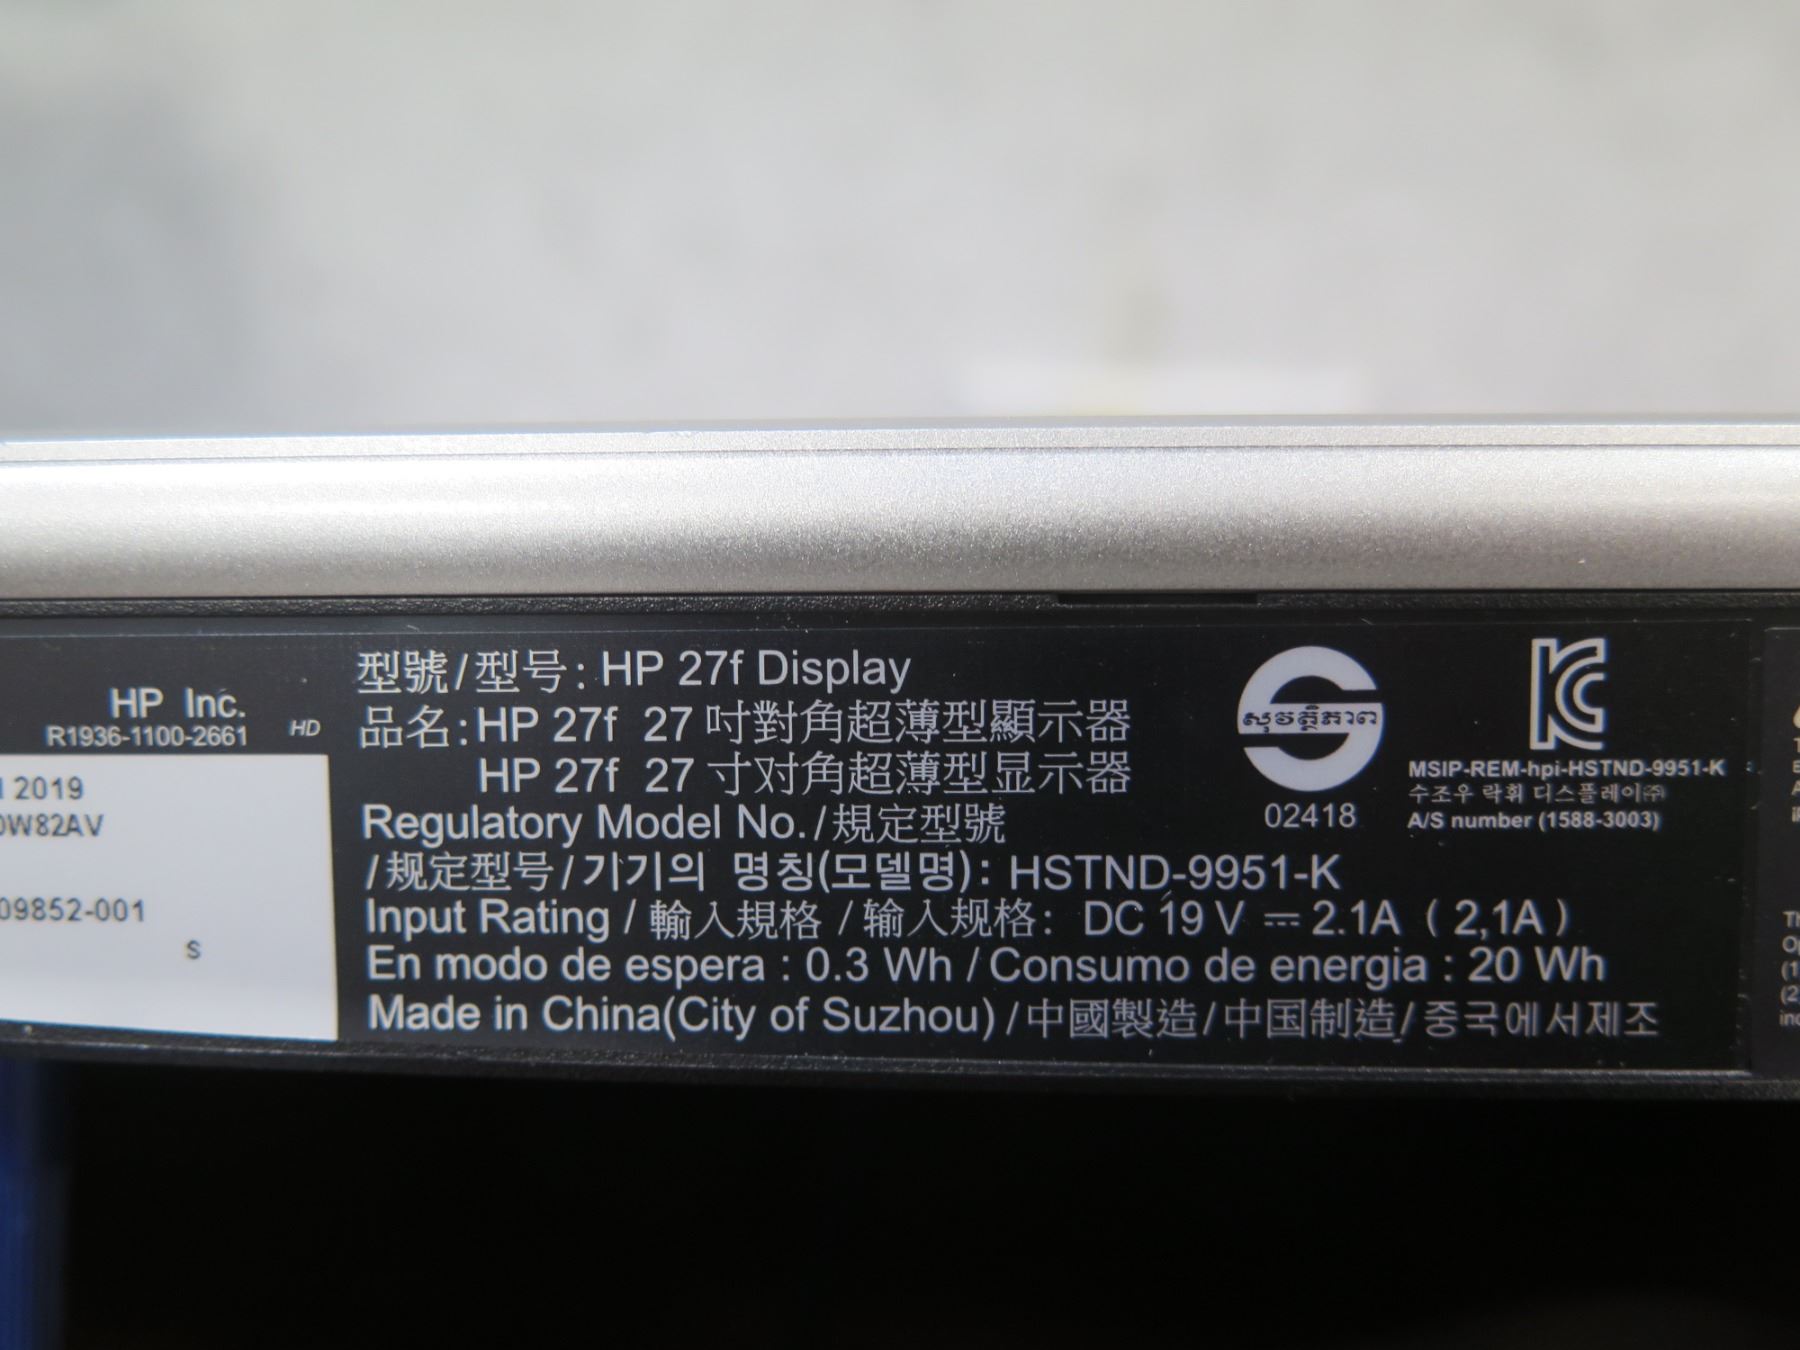 HP Inc.
R1936-1100-2661
HD
2019
0W82AV
09852-001
S
型號/型号: HP 27f Display
品名: HP 27f 27 吋對角超薄型顯示器
HP 27f 27 寸对角超薄型显示器
Regulatory Model No./規定型號
/规定型号/기기의 명칭(모델명): HSTND-9951-K
Input Rating / 輸入規格 / 输入规格: DC 19 V ⎓ 2.1A ( 2,1A )
En modo de espera : 0.3 Wh / Consumo de energia : 20 Wh
Made in China(City of Suzhou) /中國製造/中国制造/중국에서제조
02418
MSIP-REM-hpi-HSTND-9951-K
수조우 락휘 디스플레이㈜
A/S number (1588-3003)